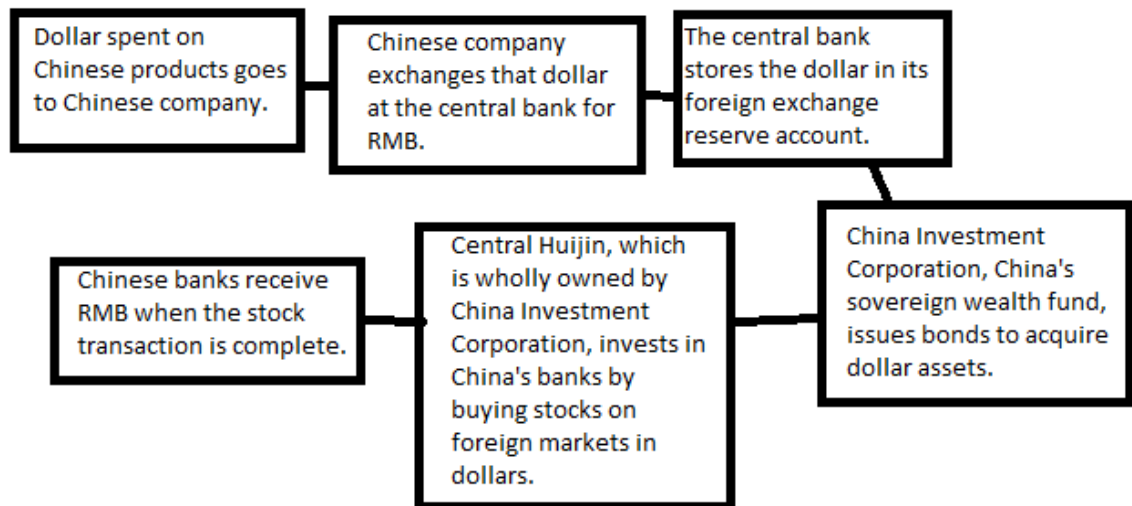 Dollar spent on
Chinese products goes
to Chinese company.
Chinese company
exchanges that dollar
at the central bank for
RMB.
The central bank
stores the dollar in its
foreign exchange
reserve account.
China Investment
Corporation, China's
sovereign wealth fund,
issues bonds to acquire
dollar assets.
Central Huijin, which
is wholly owned by
China Investment
Corporation, invests in
China's banks by
buying stocks on
foreign markets in
dollars.
Chinese banks receive
RMB when the stock
transaction is complete.